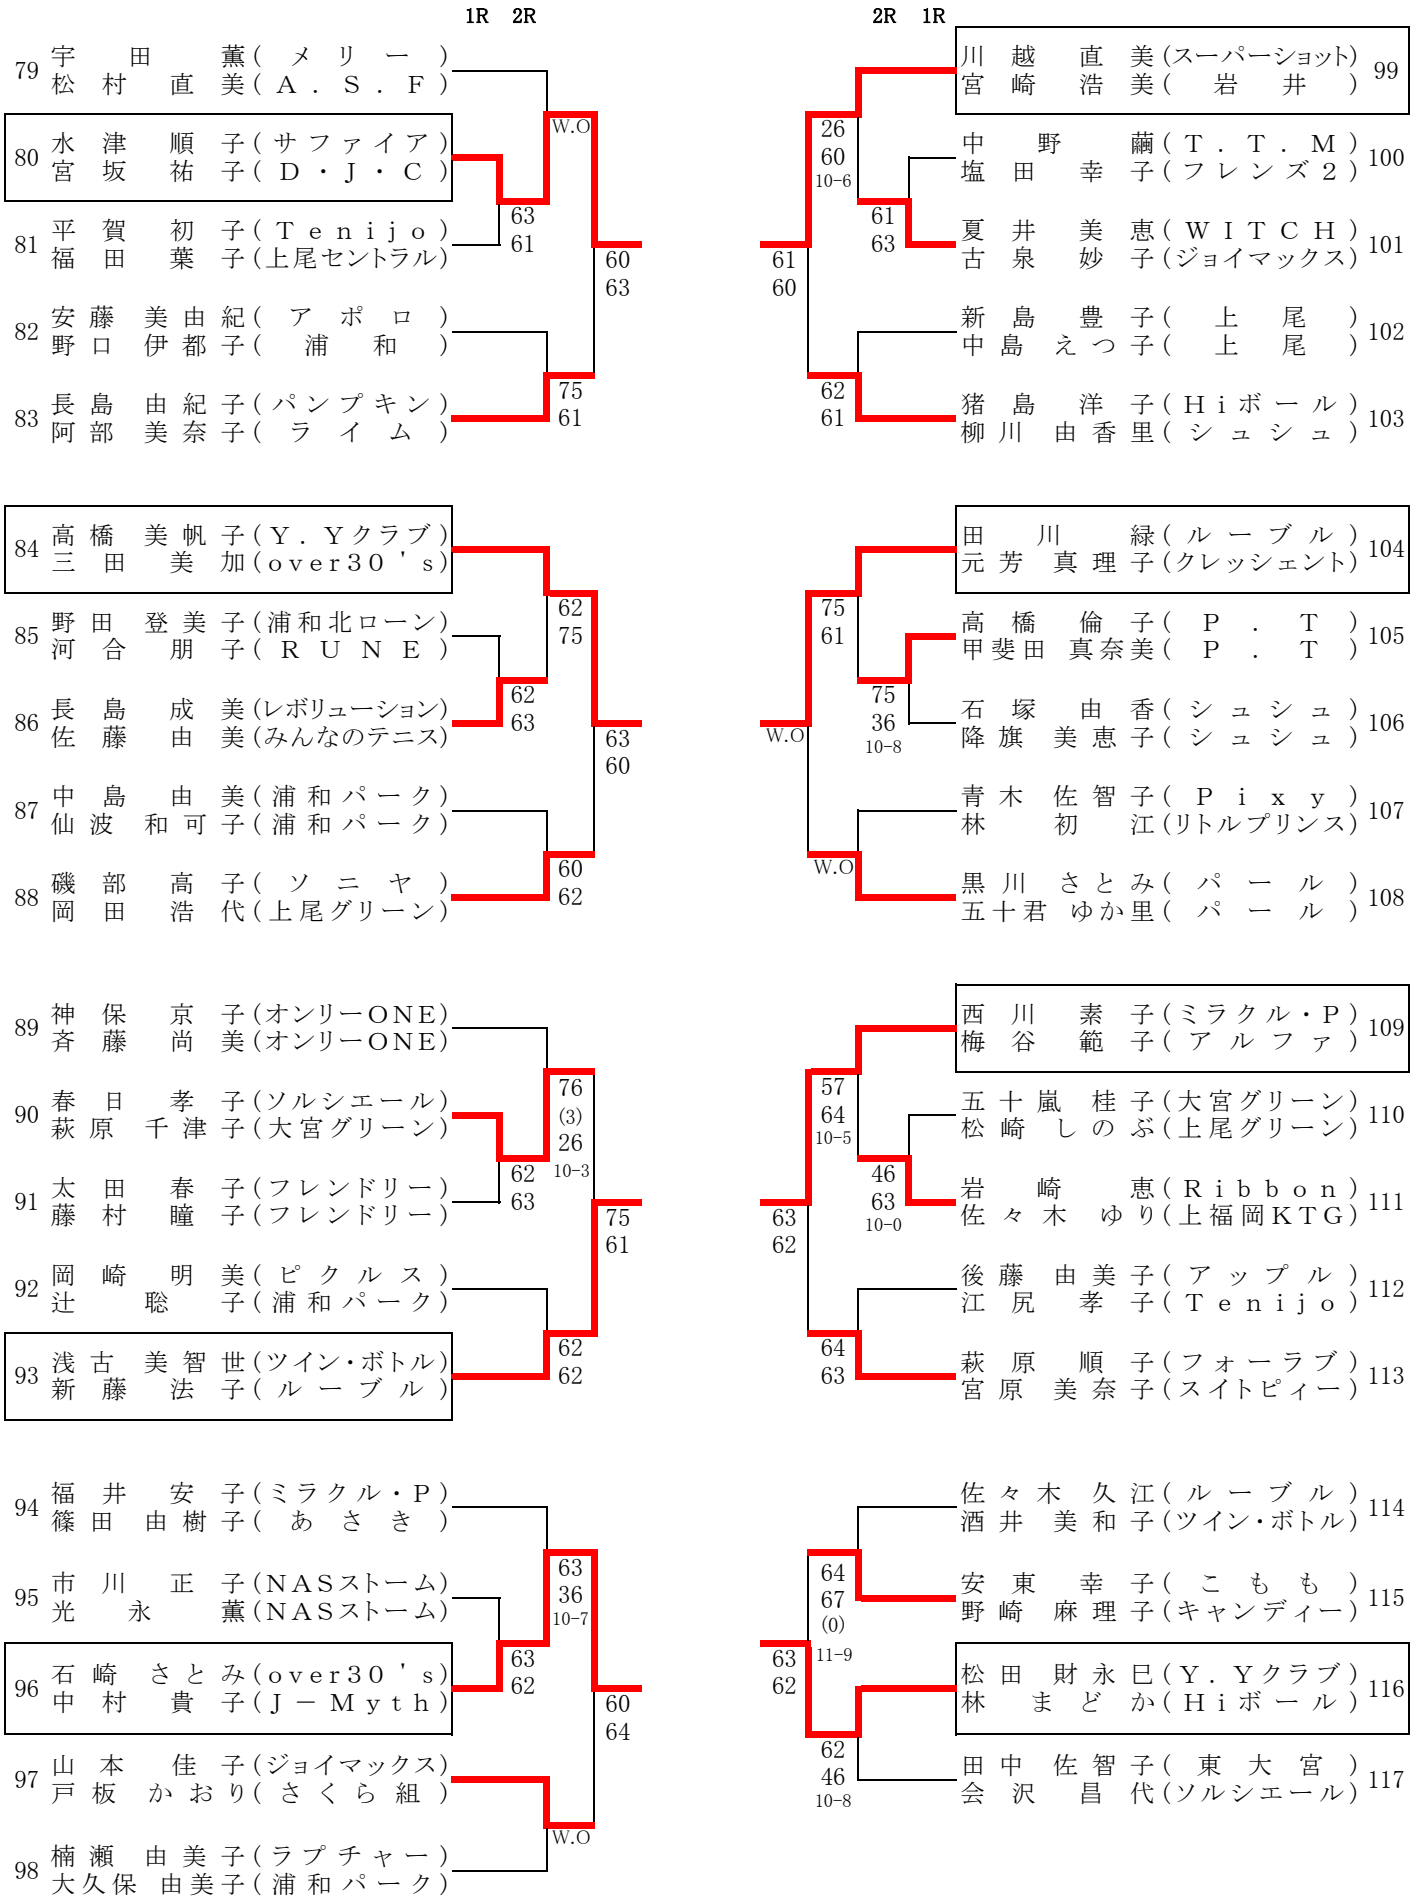 1R 2R
79 宇田薫(メリー)
松村直美(A.S.F)
W.O
80 水津順子(サファイア)
宮坂祐子(D・J・C)
63
61
81 平賀初子(Tenijo)
福田葉子(上尾セントラル)
60
63
82 安藤美由紀(アポロ)
野口伊都子(浦和)
75
61
83 長島由紀子(パンプキン)
阿部美奈子(ライム)
84 高橋美帆子(Y.Yクラブ)
三田美加(over30's)
62
75
85 野田登美子(浦和北ローン)
河合朋子(RUNE)
62
63
86 長島成美(レボリューション)
佐藤由美(みんなのテニス)
63
60
87 中島由美(浦和パーク)
仙波和可子(浦和パーク)
60
62
88 磯部高子(ソニヤ)
岡田浩代(上尾グリーン)
89 神保京子(オンリーONE)
斉藤尚美(オンリーONE)
76
(3)
26
10-3
90 春日孝子(ソルシエール)
萩原千津子(大宮グリーン)
62
63
91 太田春子(フレンドリー)
藤村瞳子(フレンドリー)
75
61
92 岡崎明美(ピクルス)
辻聡子(浦和パーク)
62
62
93 浅古美智世(ツイン・ボトル)
新藤法子(ルーブル)
94 福井安子(ミラクル・P)
篠田由樹子(あさき)
63
36
10-7
95 市川正子(NASストーム)
光永薫(NASストーム)
63
62
96 石崎さとみ(over30's)
中村貴子(J-Myth)
60
64
97 山本佳子(ジョイマックス)
戸板かおり(さくら組)
W.O
98 楠瀬由美子(ラプチャー)
大久保由美子(浦和パーク)
2R 1R
川越直美(スーパーショット) 99
宮崎浩美(岩井)
26
60
10-6
中野繭(T.T.M) 100
塩田幸子(フレンズ2)
61
63
夏井美恵(WITCH) 101
古泉妙子(ジョイマックス)
61
60
新島豊子(上尾) 102
中島えつ子(上尾)
62
61
猪島洋子(Hiボール) 103
柳川由香里(シュシュ)
田川緑(ルーブル) 104
元芳真理子(クレッシェント)
75
61
高橋倫子(P.T) 105
甲斐田真奈美(P.T)
75
36
10-8
石塚由香(シュシュ) 106
降旗美恵子(シュシュ)
W.O
青木佐智子(Pixy) 107
林初江(リトルプリンス)
W.O
黒川さとみ(パール) 108
五十君ゆか里(パール)
西川素子(ミラクル・P) 109
梅谷範子(アルファ)
57
64
10-5
五十嵐桂子(大宮グリーン) 110
松崎しのぶ(上尾グリーン)
46
63
10-0
岩崎恵(Ribbon) 111
佐々木ゆり(上福岡KTG)
63
62
後藤由美子(アップル) 112
江尻孝子(Tenijo)
64
63
萩原順子(フォーラブ) 113
宮原美奈子(スイトピィー)
佐々木久江(ルーブル) 114
酒井美和子(ツイン・ボトル)
64
67
(0)
11-9
安東幸子(こもも) 115
野崎麻理子(キャンディー)
63
62
松田財永巳(Y.Yクラブ) 116
林まどか(Hiボール)
62
46
10-8
田中佐智子(東大宮) 117
会沢昌代(ソルシエール)